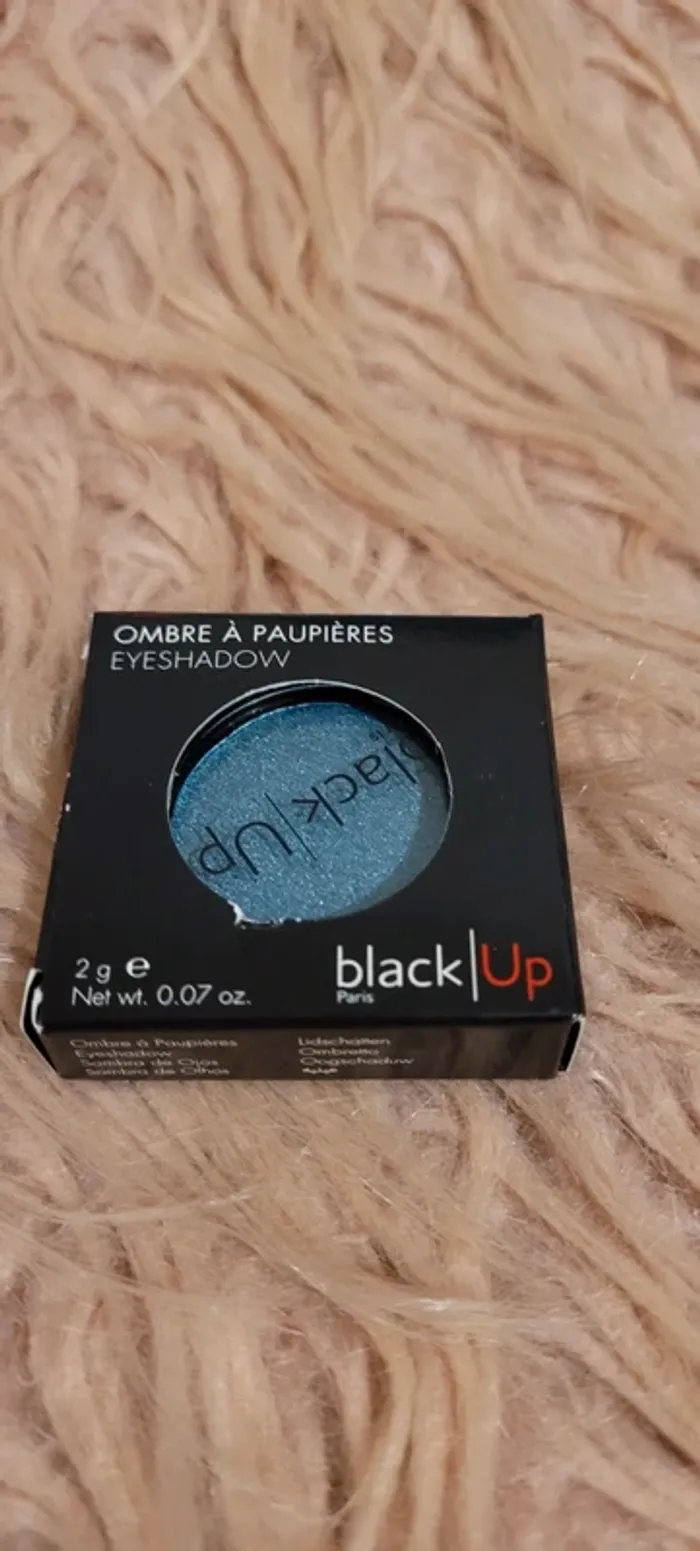 OMBRE À PAUPIÈRES
EYESHADOW
black|Up
2 g e
Net wt. 0.07 oz.
black|Up
Paris
Ombre à Paupières
Eyeshadow
Sombra de Ojos
Sombra de Olhos
Lidschatten
Ombretto
Oogschaduw